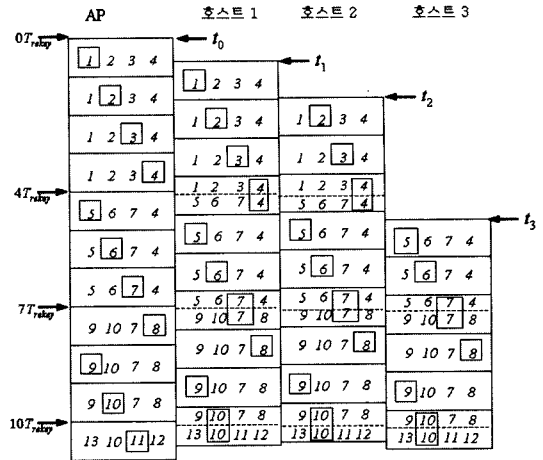 AP 호스트 1 호스트 2 호스트 3
0T_rekey t_0
1 2 3 4 1 2 3 4 t_1
1 2 3 4 1 2 3 4 1 2 3 4 t_2
1 2 3 4 1 2 3 4 1 2 3 4
1 2 3 4 1 2 3 4 1 2 3 4
4T_rekey 5 6 7 4 5 6 7 4
5 6 7 4 5 6 7 4 5 6 7 4 5 6 7 4 t_3
5 6 7 4 5 6 7 4 5 6 7 4 5 6 7 4
5 6 7 4 5 6 7 4 5 6 7 4 5 6 7 4
7T_rekey 9 10 7 8 9 10 7 8 9 10 7 8
9 10 7 8 9 10 7 8 9 10 7 8 9 10 7 8
9 10 7 8 9 10 7 8 9 10 7 8 9 10 7 8
9 10 7 8 9 10 7 8 9 10 7 8 9 10 7 8
10T_rekey
13 10 11 12 13 10 11 12 13 10 11 12 13 10 11 12